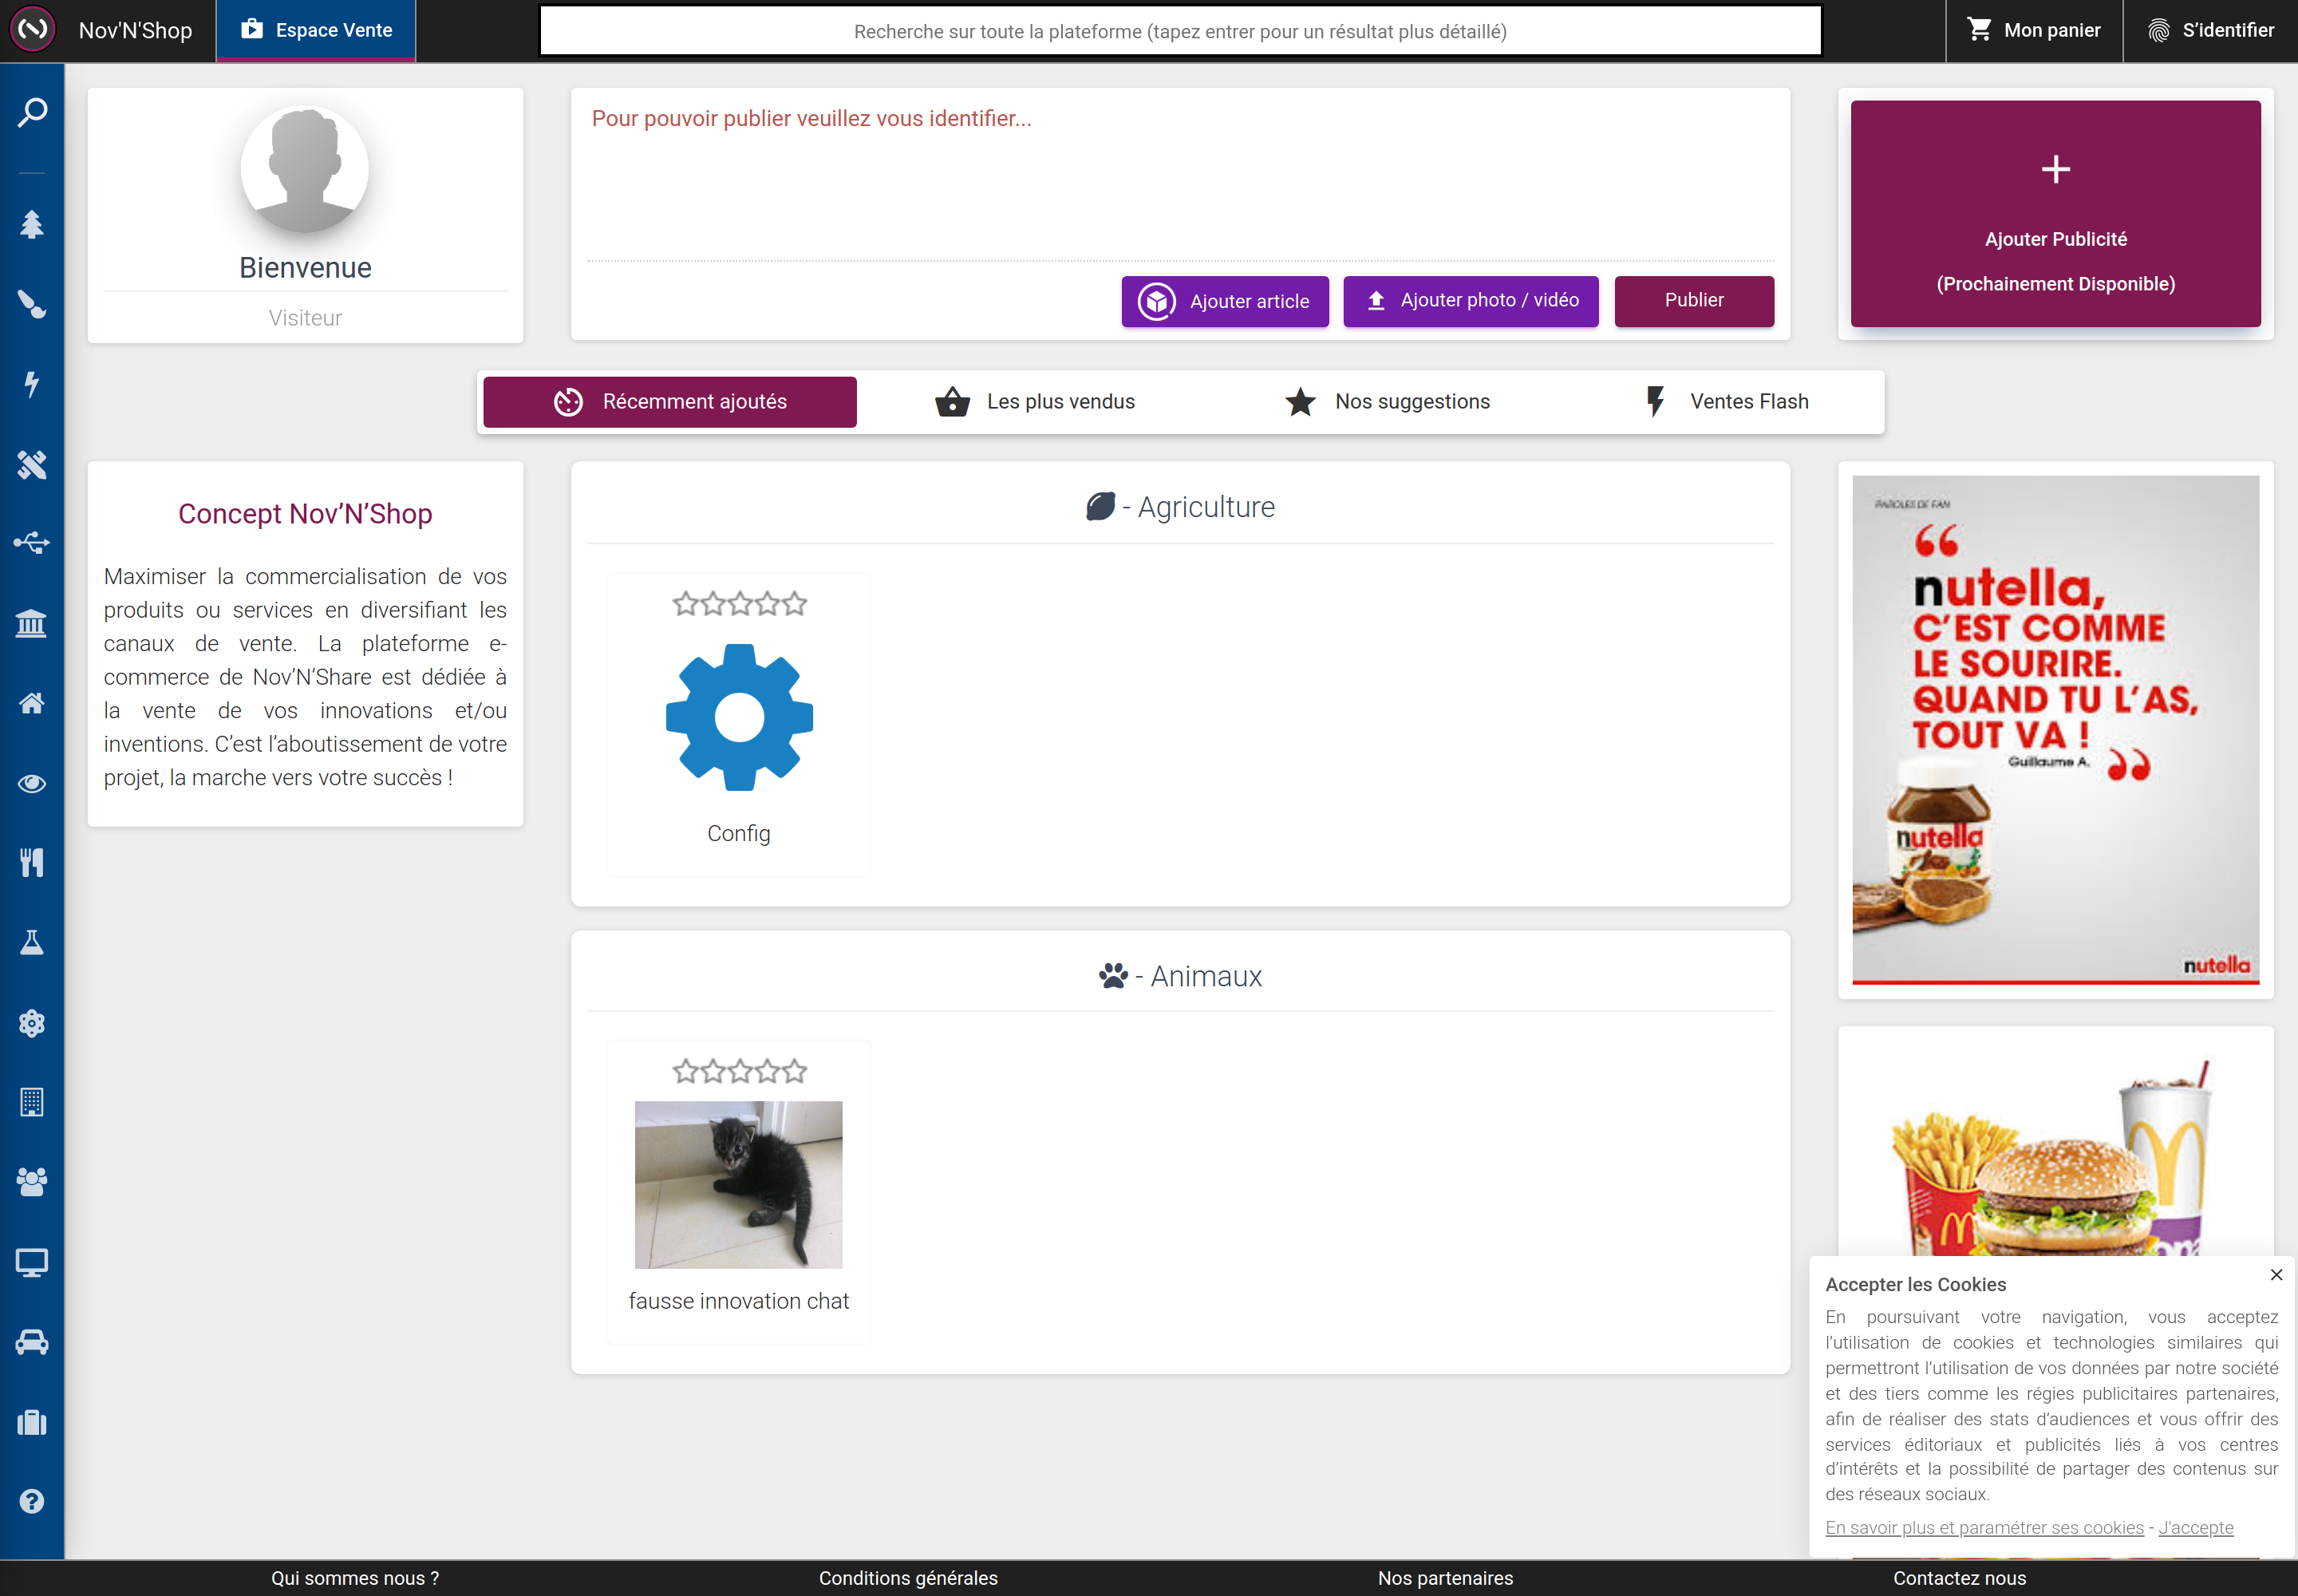 Nov'N'Shop
Espace Vente
Recherche sur toute la plateforme (tapez entrer pour un résultat plus détaillé)
Mon panier
S'identifier
Bienvenue
Visiteur
Pour pouvoir publier veuillez vous identifier...
Ajouter article
Ajouter photo / vidéo
Publier
Ajouter Publicité
(Prochainement Disponible)
Récemment ajoutés
Les plus vendus
Nos suggestions
Ventes Flash
Concept Nov'N'Shop
Maximiser la commercialisation de vos
produits ou services en diversifiant les
canaux de vente. La plateforme e-
commerce de Nov'N'Share est dédiée à
la vente de vos innovations et/ou
inventions. C'est l'aboutissement de votre
projet, la marche vers votre succès !
- Agriculture
Config
- Animaux
fausse innovation chat
PAROLES DE FAN
“
nutella,
C'EST COMME
LE SOURIRE.
QUAND TU L'AS,
TOUT VA !
Guillaume A.
”
nutella
nutella
Accepter les Cookies
En poursuivant votre navigation, vous acceptez
l'utilisation de cookies et technologies similaires qui
permettront l'utilisation de vos données par notre société
et des tiers comme les régies publicitaires partenaires,
afin de réaliser des stats d'audiences et vous offrir des
services éditoriaux et publicités liés à vos centres
d'intérêts et la possibilité de partager des contenus sur
des réseaux sociaux.
En savoir plus et paramétrer ses cookies - J'accepte
Qui sommes nous ?
Conditions générales
Nos partenaires
Contactez nous